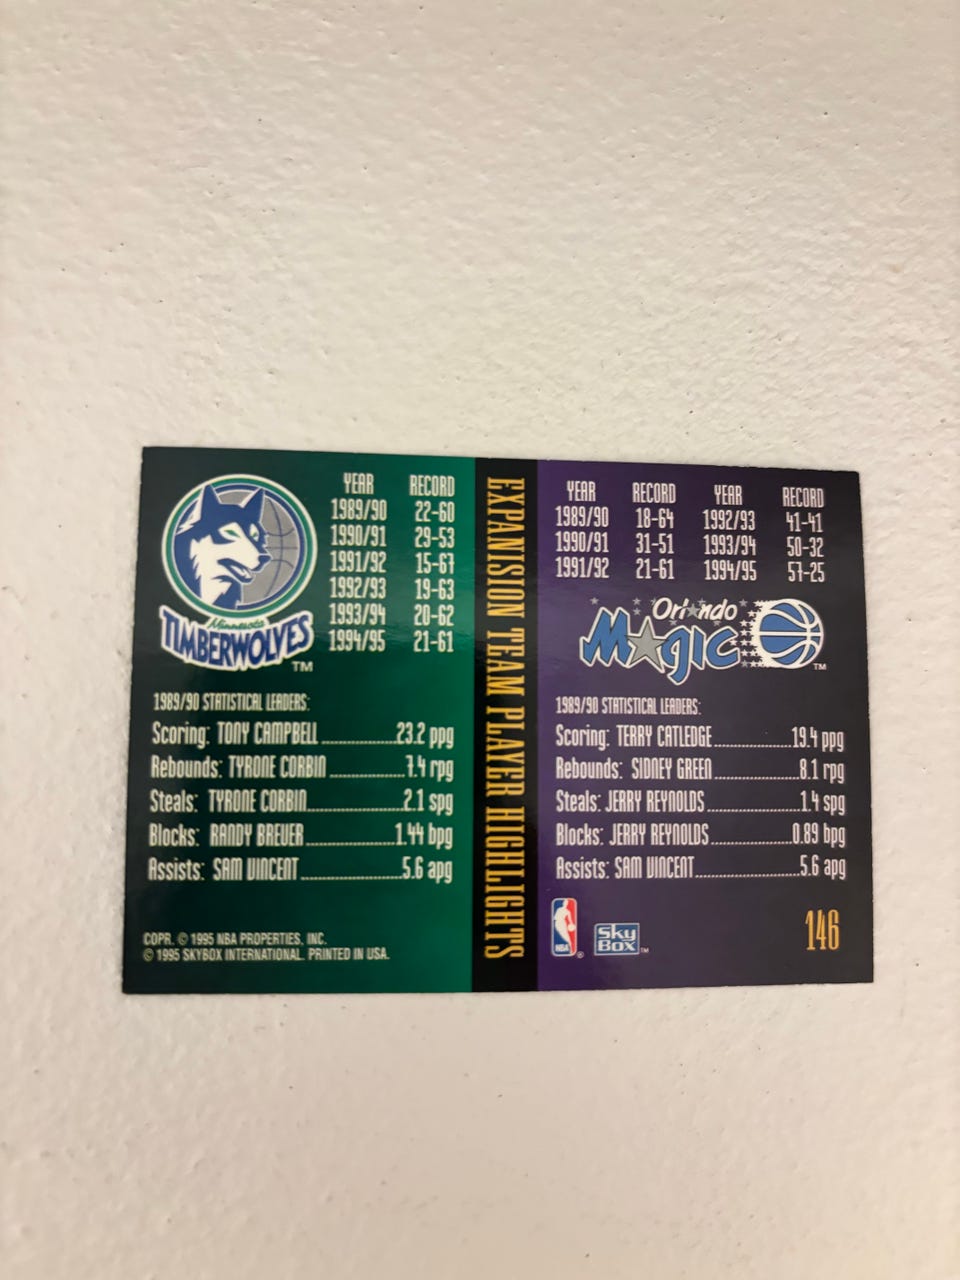 Minnesota
TIMBERWOLVES
TM
YEAR RECORD
1989/90 22-60
1990/91 29-53
1991/92 15-67
1992/93 19-63
1993/94 20-62
1994/95 21-61
1989/90 STATISTICAL LEADERS:
Scoring: TONY CAMPBELL 23.2 ppg
Rebounds: TYRONE CORBIN 7.4 rpg
Steals: TYRONE CORBIN 2.1 spg
Blocks: RANDY BREUER 1.44 bpg
Assists: SAM VINCENT 5.6 apg
COPR. © 1995 NBA PROPERTIES, INC.
© 1995 SKYBOX INTERNATIONAL. PRINTED IN USA.
EXPANISION TEAM PLAYER HIGHLIGHTS
YEAR RECORD YEAR RECORD
1989/90 18-64 1992/93 41-41
1990/91 31-51 1993/94 50-32
1991/92 21-61 1994/95 57-25
Orlando
Magic
TM
1989/90 STATISTICAL LEADERS:
Scoring: TERRY CATLEDGE 19.4 ppg
Rebounds: SIDNEY GREEN 8.1 rpg
Steals: JERRY REYNOLDS 1.4 spg
Blocks: JERRY REYNOLDS 0.89 bpg
Assists: SAM VINCENT 5.6 apg
NBA ®
Sky
Box TM
146